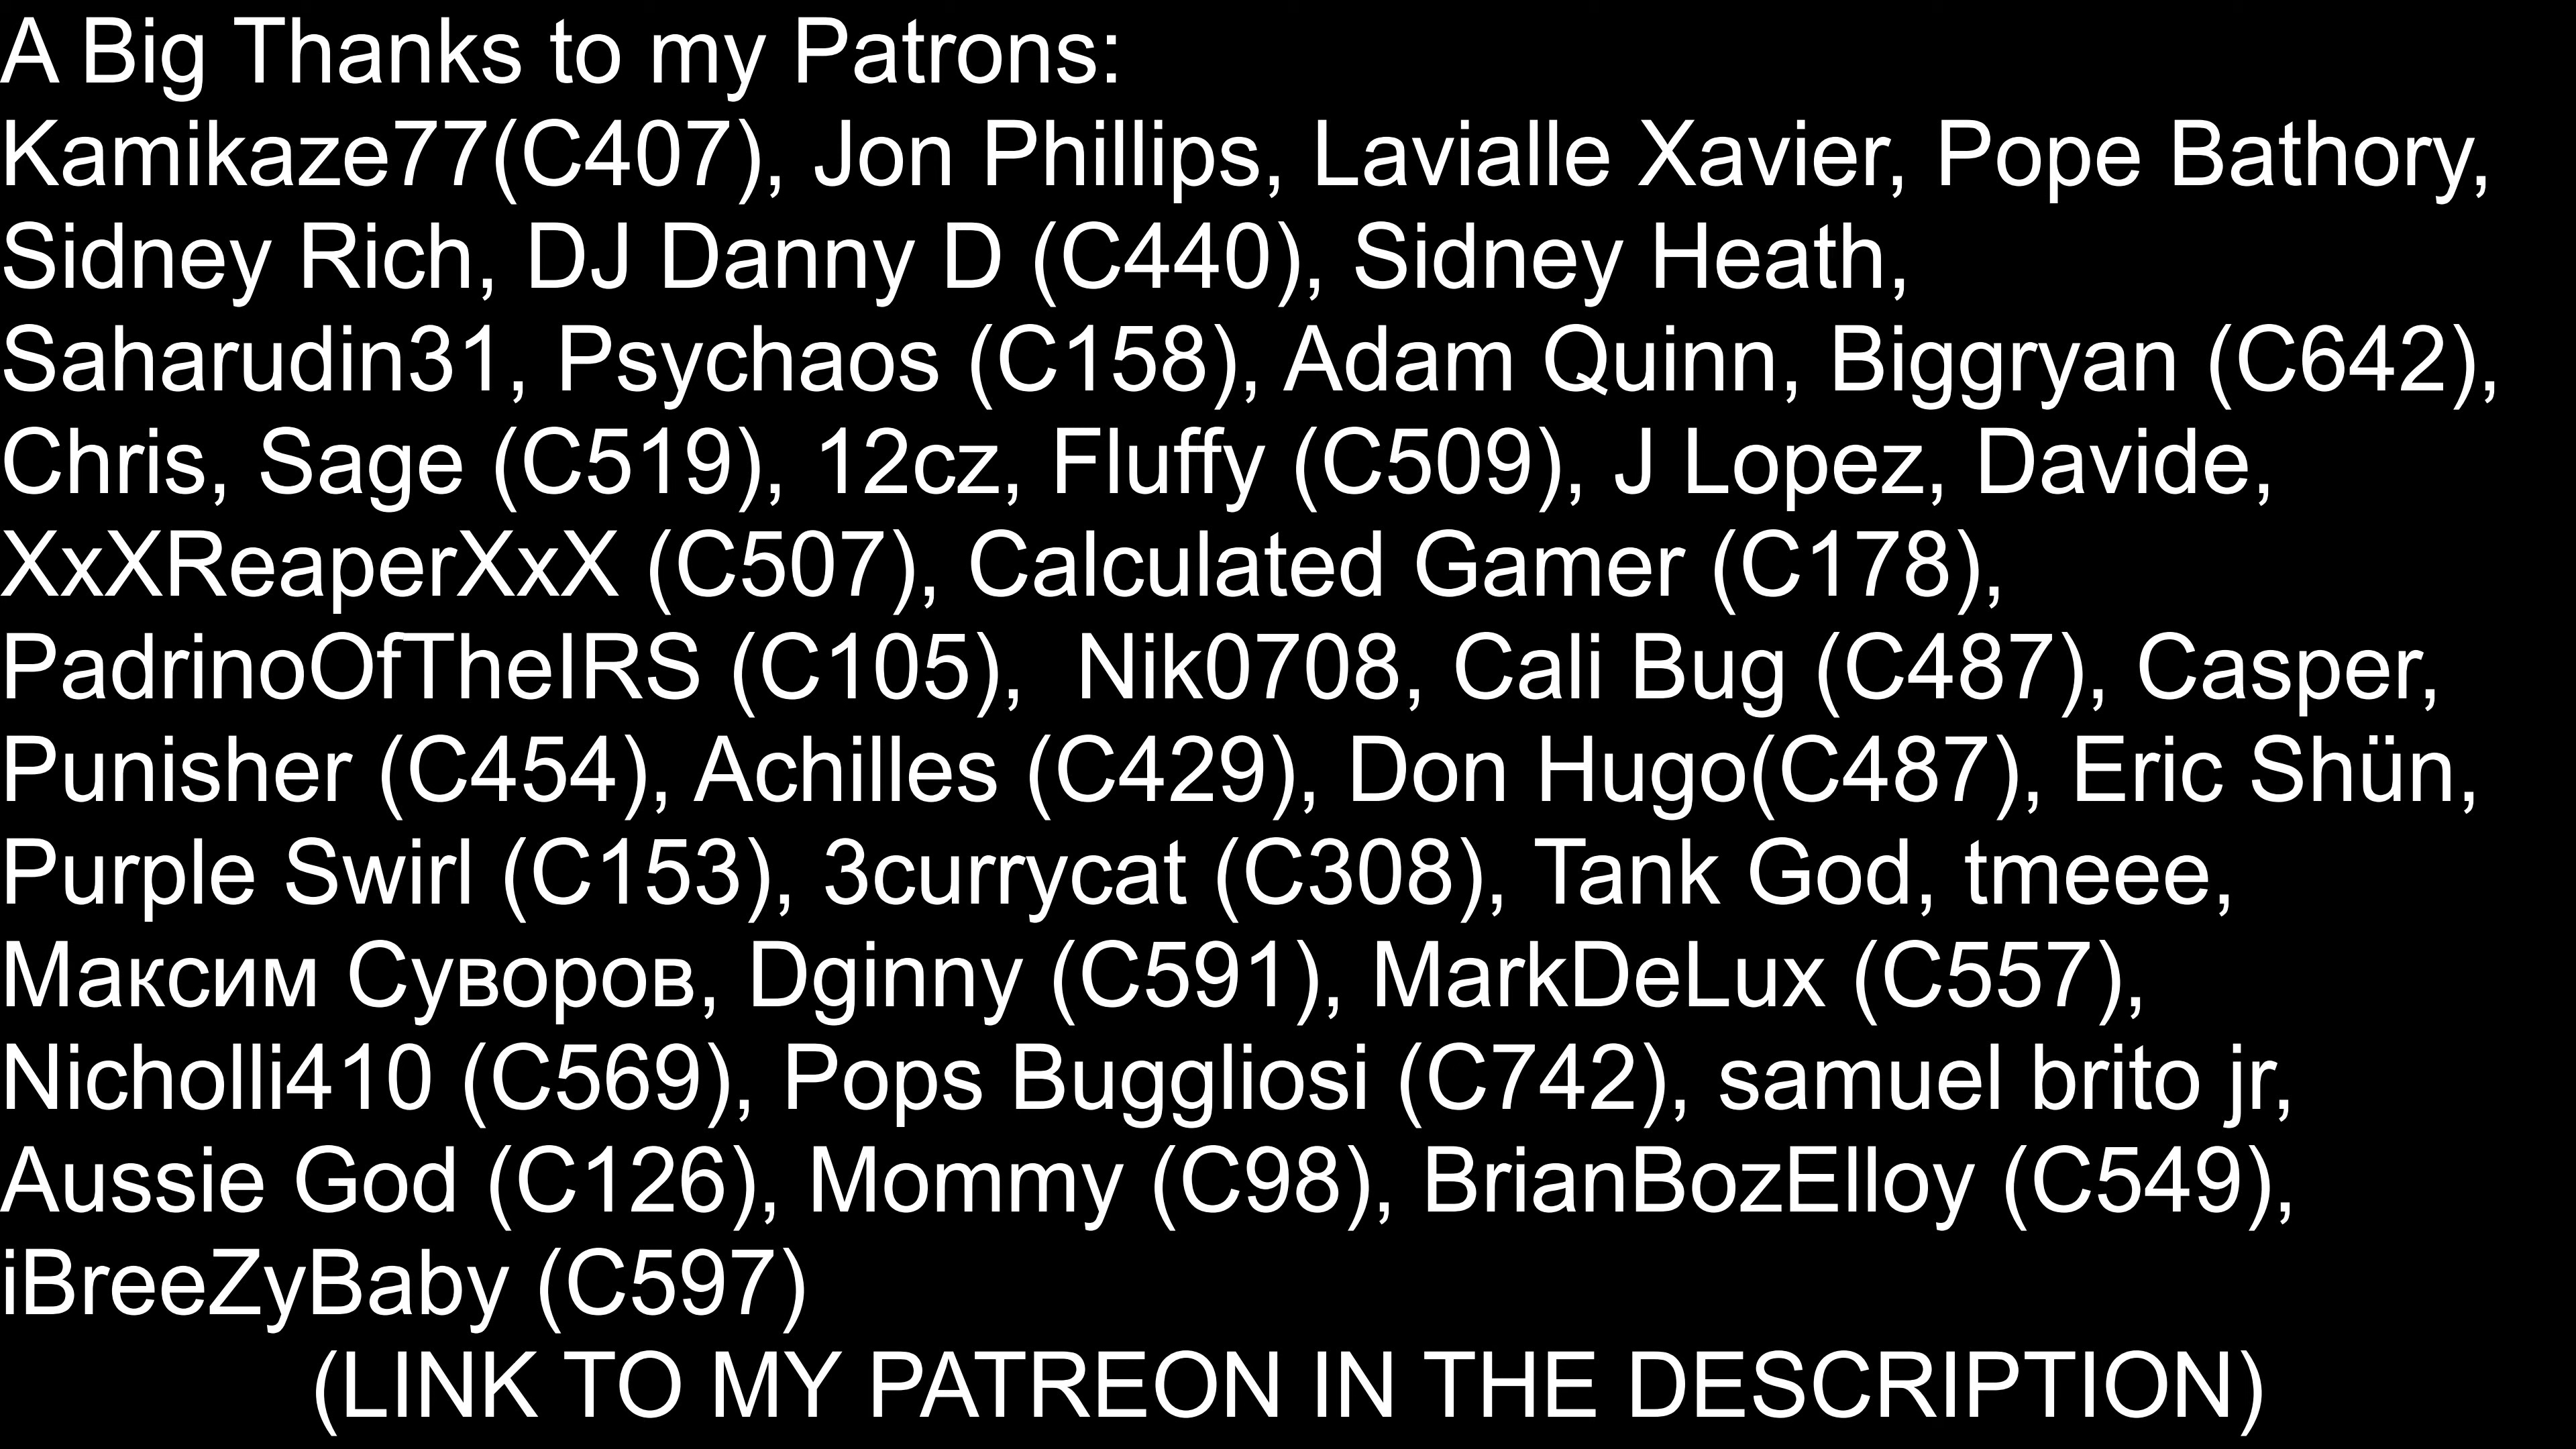 A Big Thanks to my Patrons:
Kamikaze77(C407), Jon Phillips, Lavialle Xavier, Pope Bathory,
Sidney Rich, DJ Danny D (C440), Sidney Heath,
Saharudin31, Psychaos (C158), Adam Quinn, Biggryan (C642),
Chris, Sage (C519), 12cz, Fluffy (C509), J Lopez, Davide,
XxXReaperXxX (C507), Calculated Gamer (C178),
PadrinoOfTheIRS (C105),  Nik0708, Cali Bug (C487), Casper,
Punisher (C454), Achilles (C429), Don Hugo(C487), Eric Shün,
Purple Swirl (C153), 3currycat (C308), Tank God, tmeee,
Максим Суворов, Dginny (C591), MarkDeLux (C557),
Nicholli410 (C569), Pops Buggliosi (C742), samuel brito jr,
Aussie God (C126), Mommy (C98), BrianBozElloy (C549),
iBreeZyBaby (C597)
(LINK TO MY PATREON IN THE DESCRIPTION)